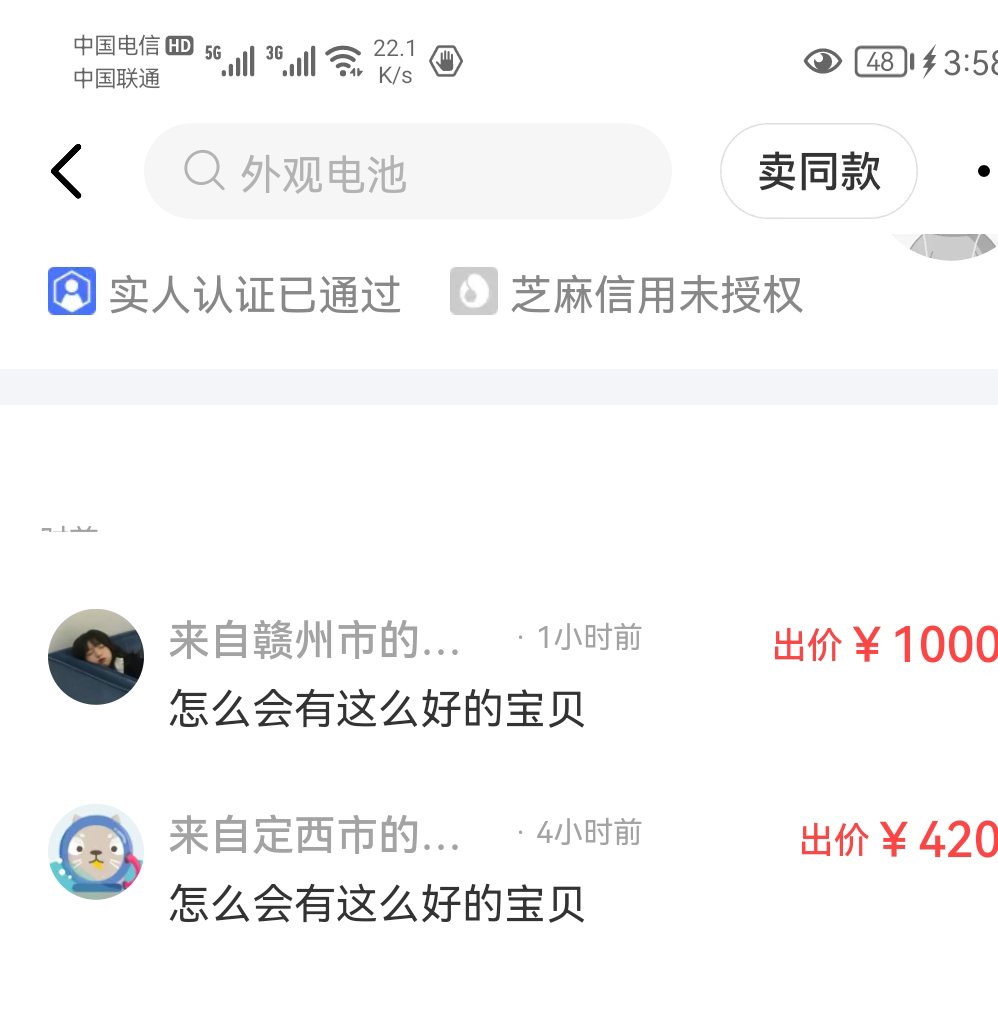 中国电信 HD 5G 3G 22.1 K/s 48 3:58
中国联通
外观电池 卖同款
实人认证已通过 芝麻信用未授权
来自赣州市的... · 1小时前 出价 ¥1000
怎么会有这么好的宝贝
来自定西市的... · 4小时前 出价 ¥420
怎么会有这么好的宝贝